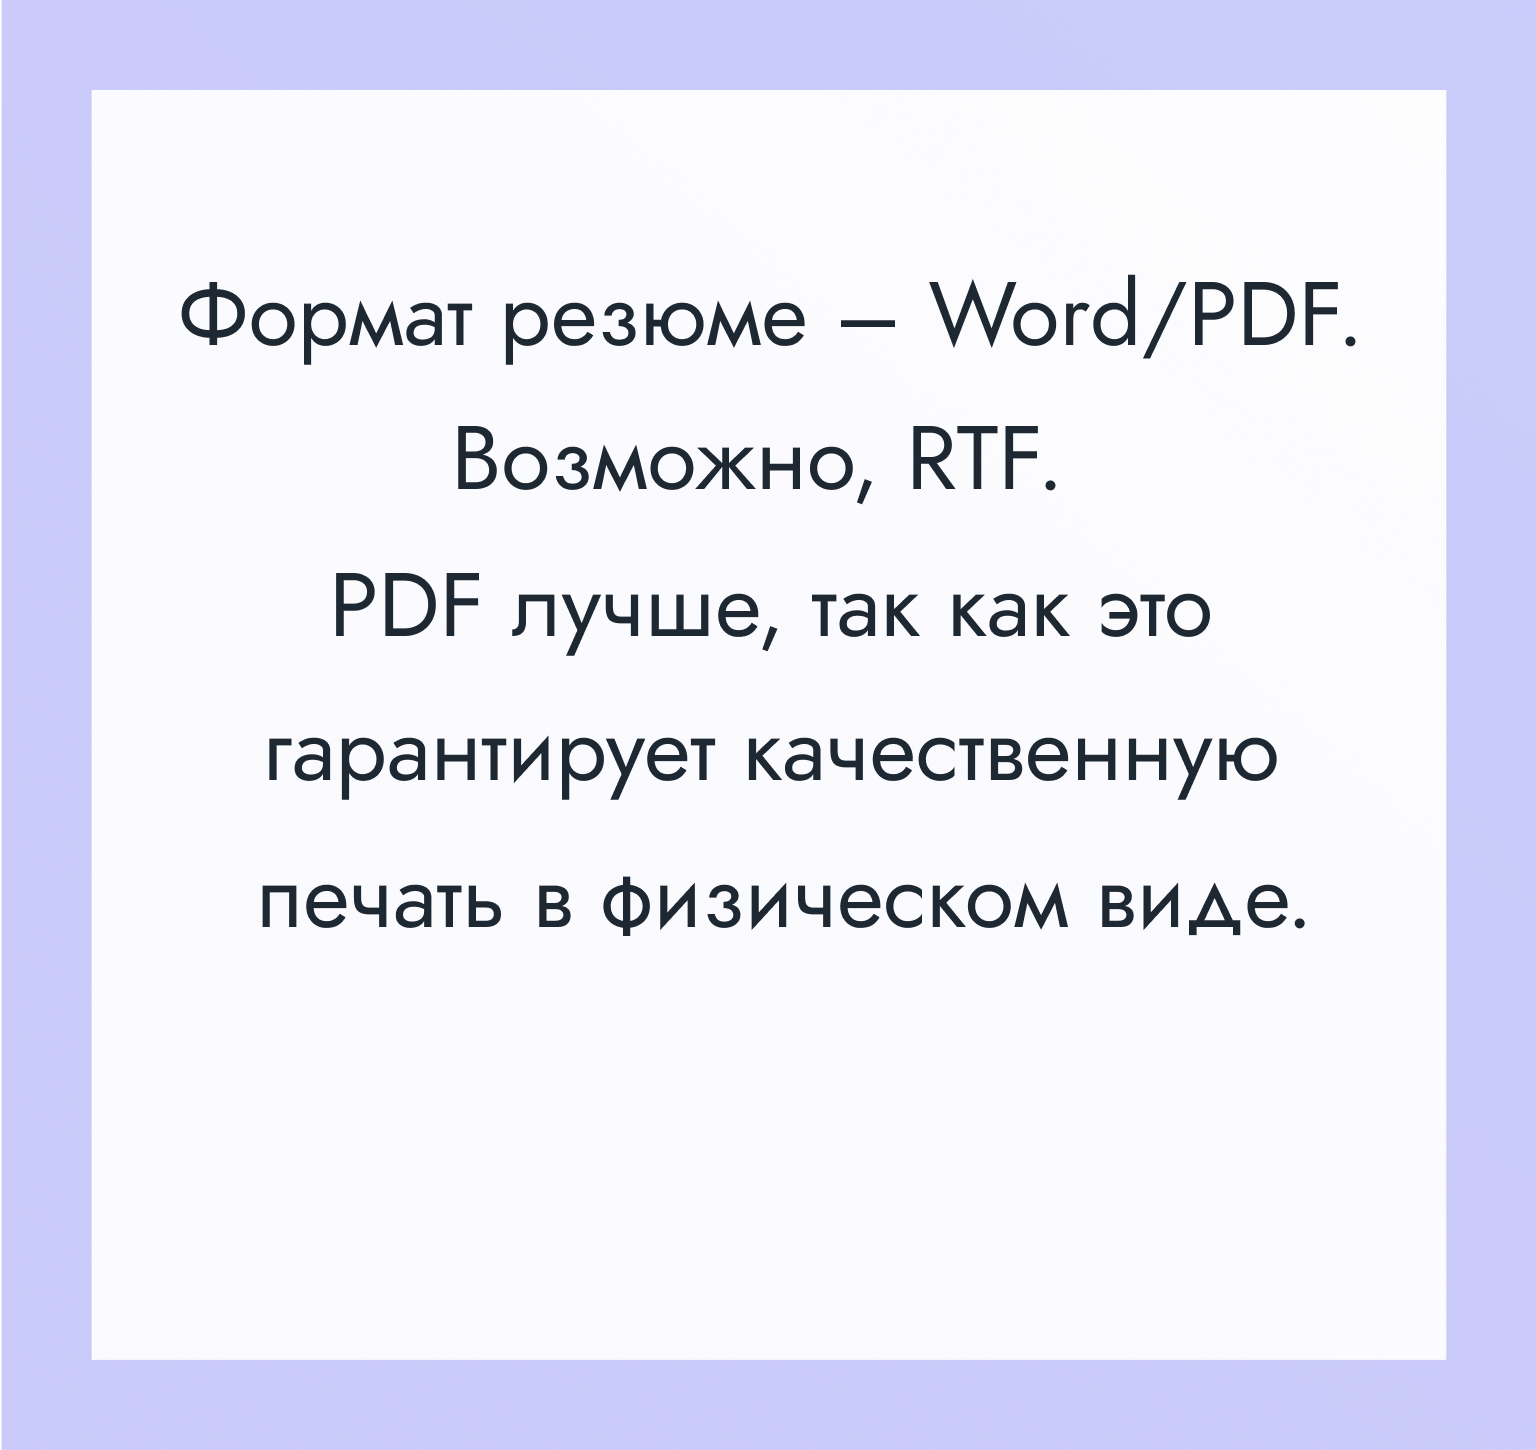 Формат резюме – Word/PDF.
Возможно, RTF.
PDF лучше, так как это
гарантирует качественную
печать в физическом виде.